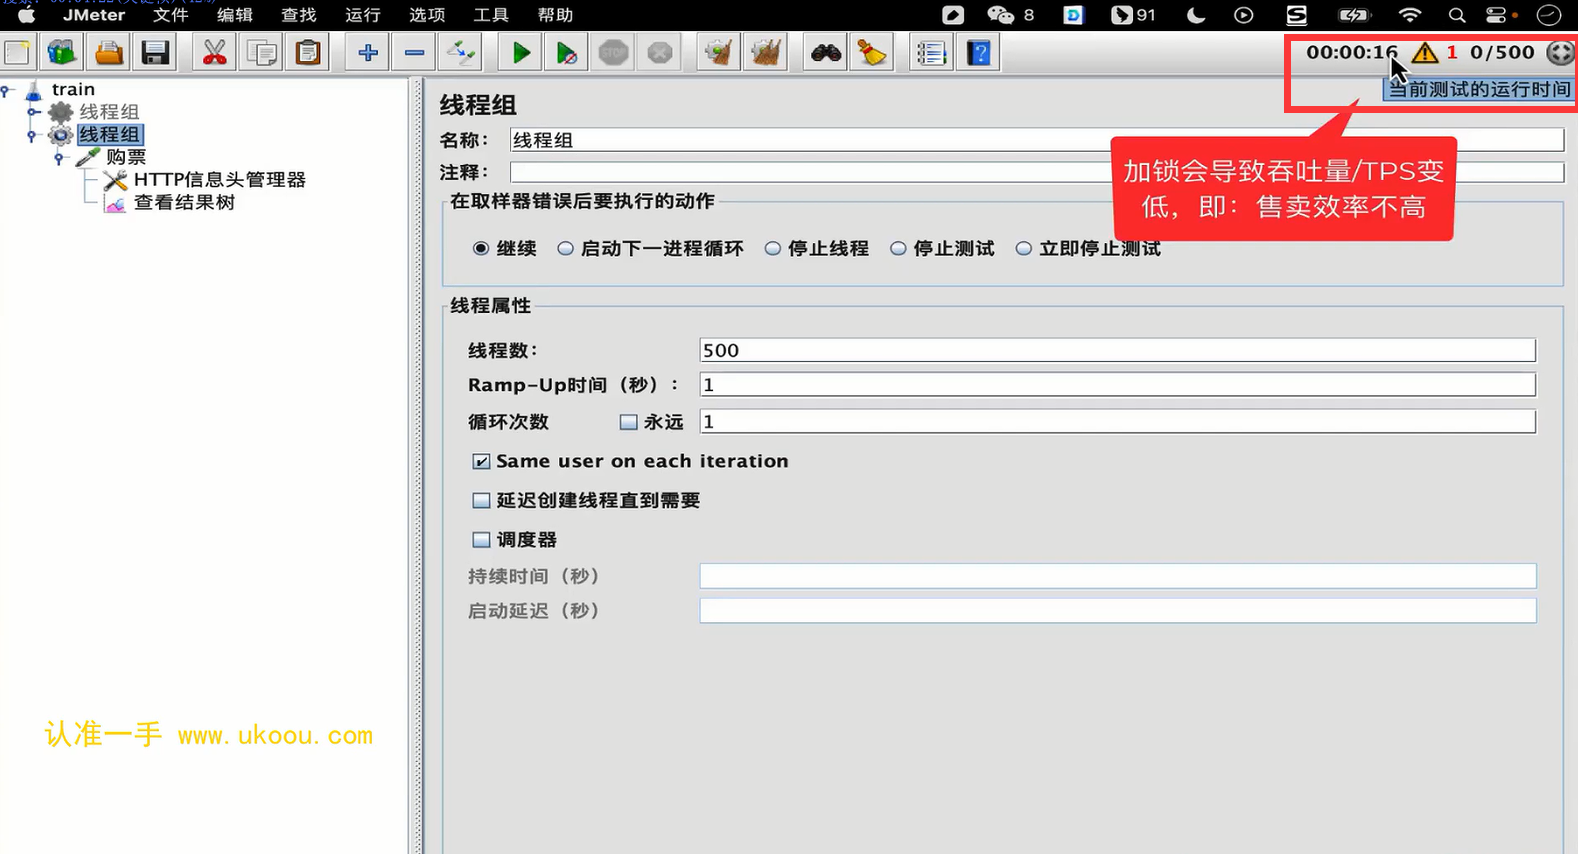 JMeter 文件 编辑 查找 运行 选项 工具 帮助 8 91
STOP
00:00:16 1 0/500
当前测试的运行时间
train
线程组
线程组
购票
HTTP信息头管理器
查看结果树
线程组
名称： 线程组
注释：
加锁会导致吞吐量/TPS变
低，即：售卖效率不高
在取样器错误后要执行的动作
继续 启动下一进程循环 停止线程 停止测试 立即停止测试
线程属性
线程数： 500
Ramp-Up时间（秒）： 1
循环次数 永远 1
Same user on each iteration
延迟创建线程直到需要
调度器
持续时间（秒）
启动延迟（秒）
认准一手 www.ukoou.com